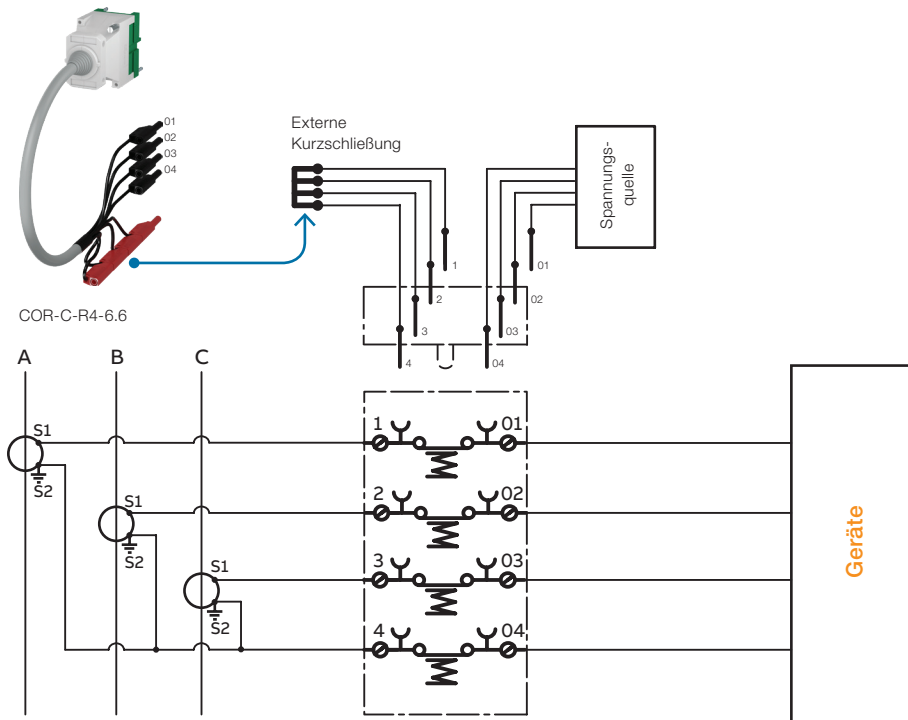 01
02
03
04
Externe
Kurzschließung
Spannungs-
quelle
1
01
2
02
3
03
4
04
COR-C-R4-6.6
A
B
C
S1
S2
S1
S2
S1
S2
1
01
2
02
3
03
4
04
Geräte